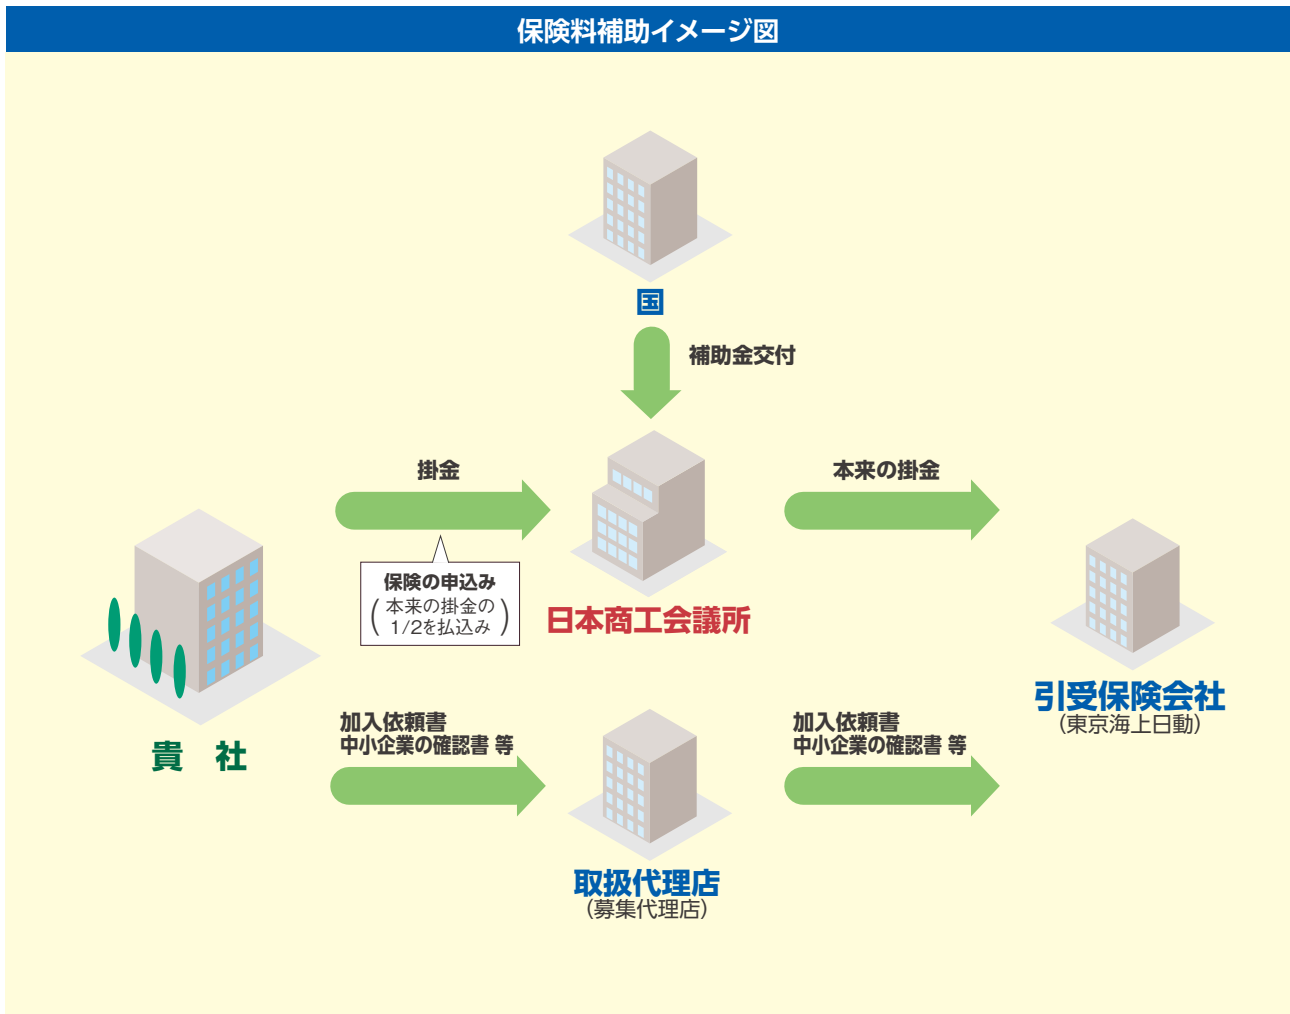 保険料補助イメージ図
国
補助金交付
掛金
本来の掛金
保険の申込み
(本来の掛金の
1/2を払込み)
日本商工会議所
引受保険会社
(東京海上日動)
貴 社
加入依頼書
中小企業の確認書 等
加入依頼書
中小企業の確認書 等
取扱代理店
(募集代理店)